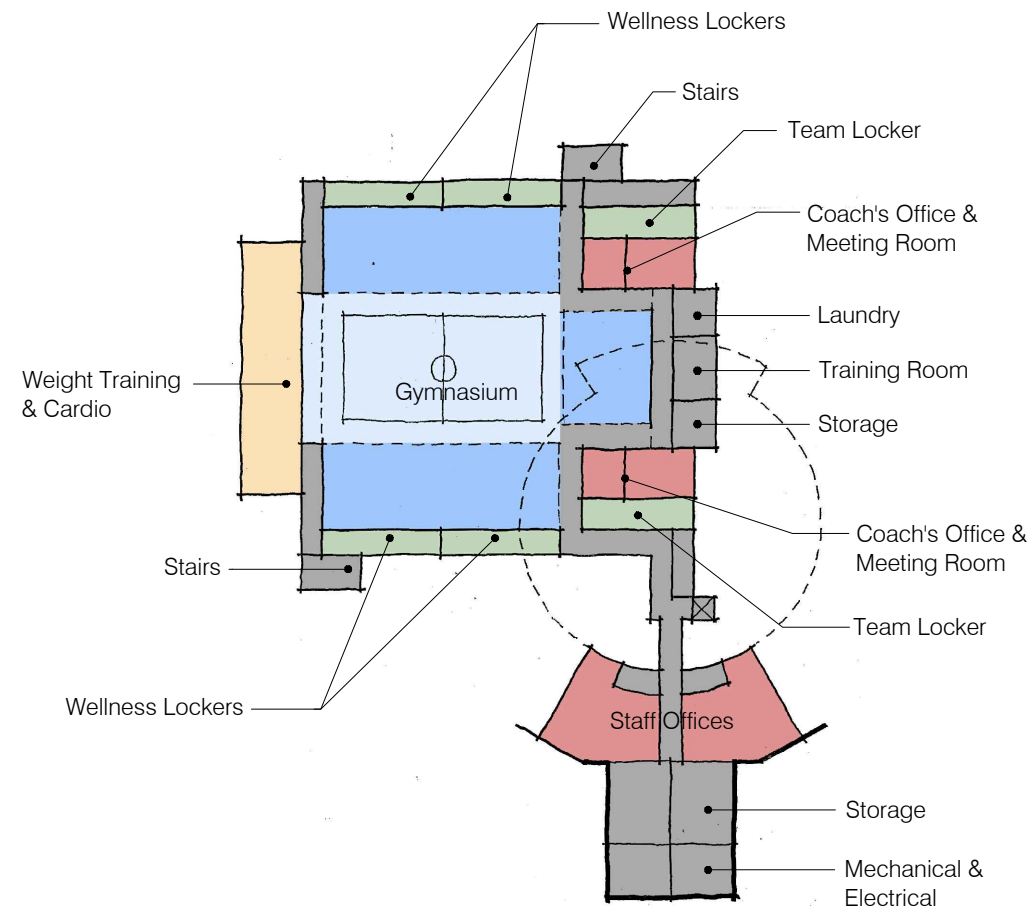 Wellness Lockers
Stairs
Team Locker
Coach's Office &
Meeting Room
Laundry
Weight Training
& Cardio
Gymnasium
Training Room
Storage
Coach's Office &
Meeting Room
Stairs
Team Locker
Wellness Lockers
Staff Offices
Storage
Mechanical &
Electrical